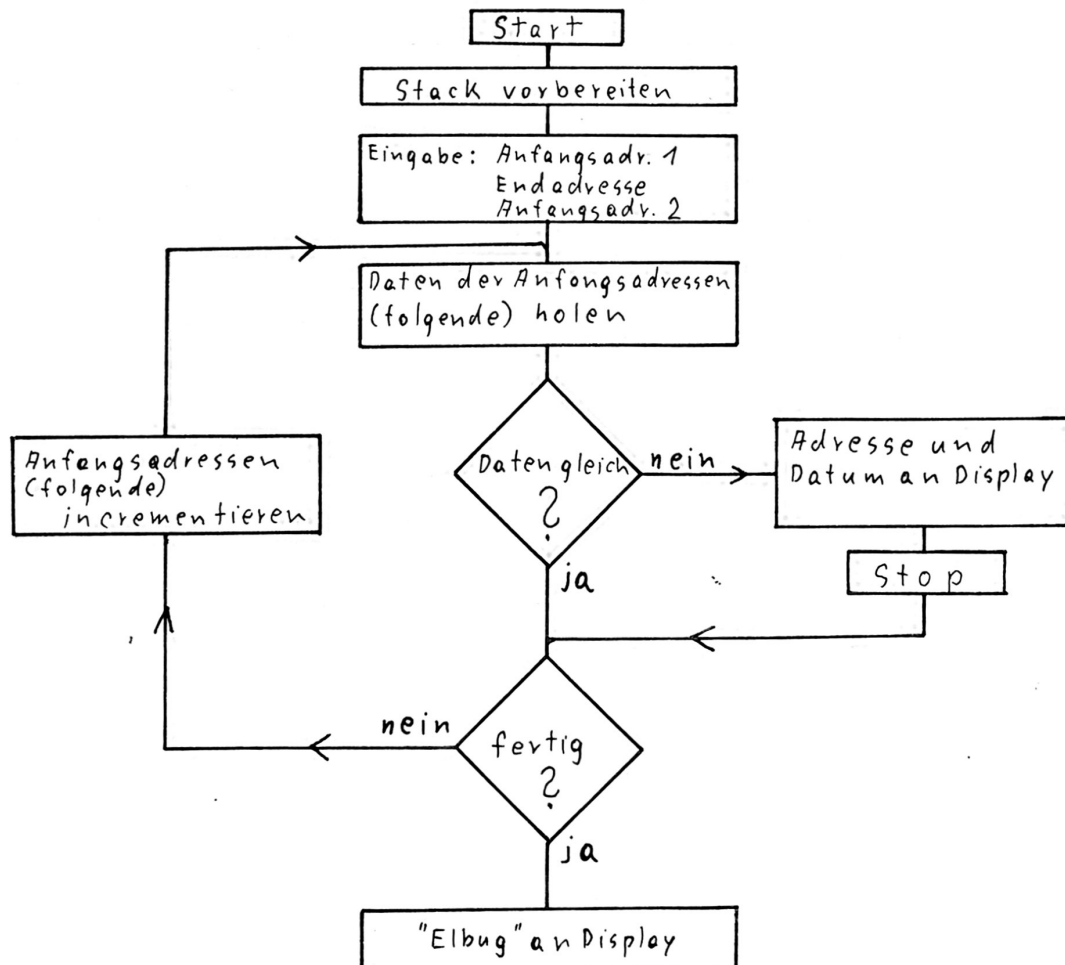 Start
Stack vorbereiten
Eingabe: Anfangsadr. 1
Endadresse
Anfangsadr. 2
Daten der Anfangsadressen
(folgende) holen
Daten gleich
?
nein
Adresse und
Datum an Display
Stop
ja
Anfangsadressen
(folgende)
incrementieren
nein
fertig
?
ja
"Elbug" an Display